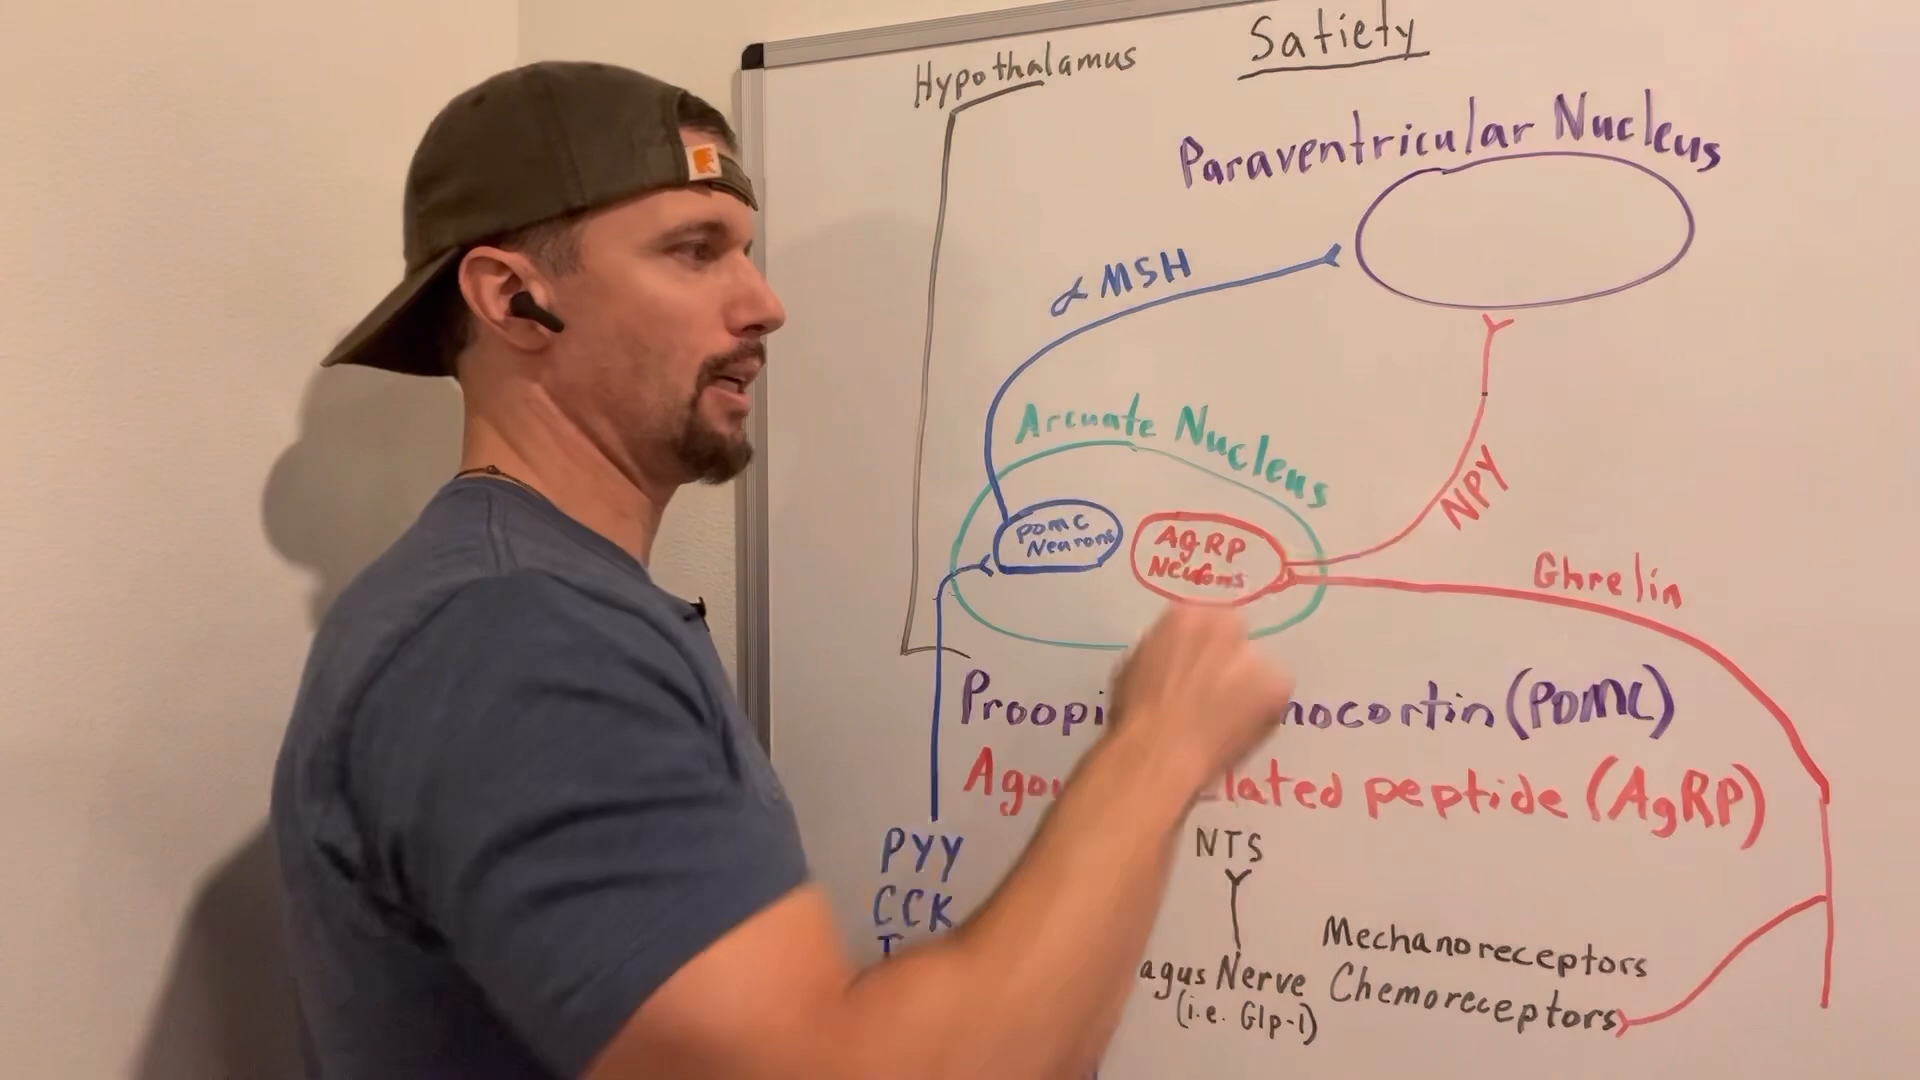 Satiety
Hypothalamus
Paraventricular Nucleus
αMSH
Arcuate Nucleus
POMC
Neurons
AgRP
Neurons
NPY
Ghrelin
Proopi nocortin (POMC)
Ago lated peptide (AgRP)
PYY
CCK
NTS
agus Nerve
(i.e. Glp-1)
Mechanoreceptors
Chemoreceptors